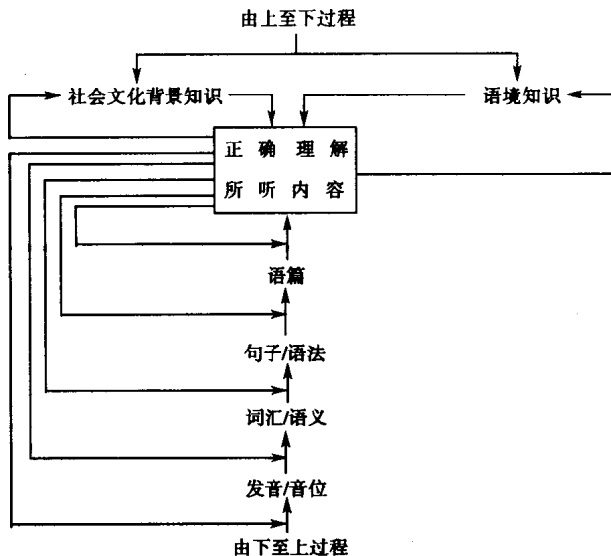 由上至下过程
社会文化背景知识
语境知识
正确理解
所听内容
语篇
句子/语法
词汇/语义
发音/音位
由下至上过程